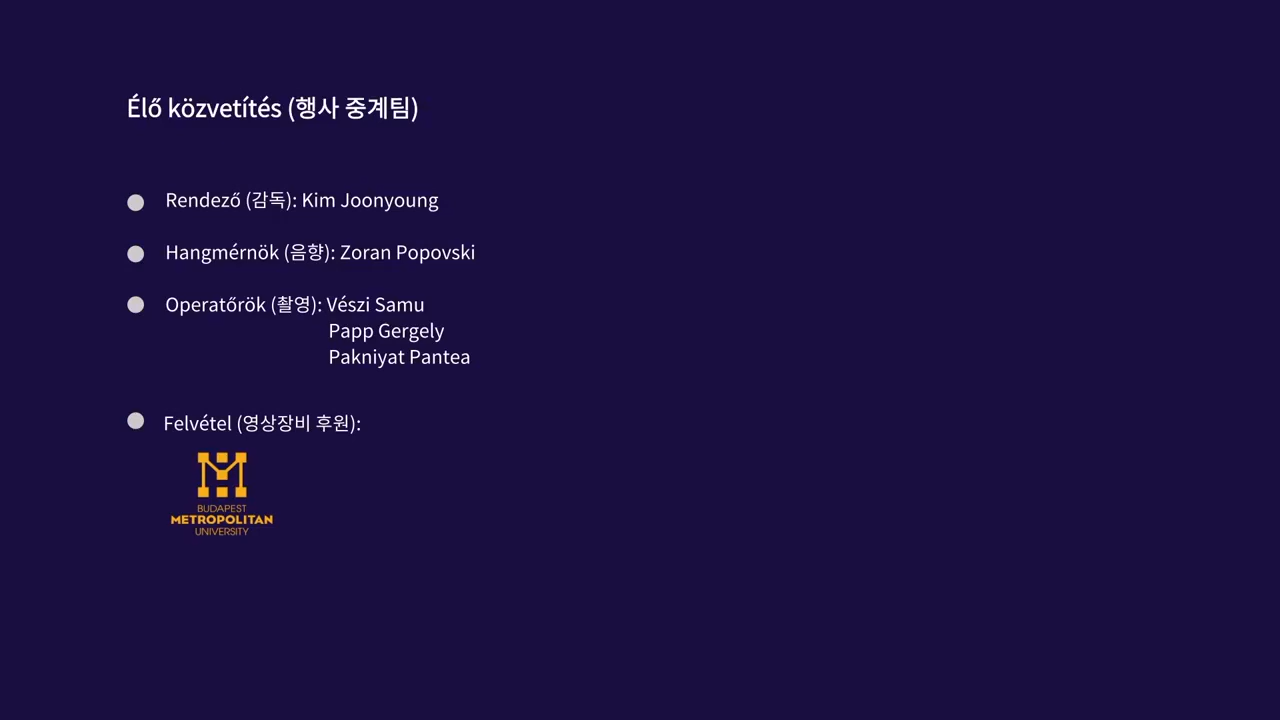 Élő közvetítés (행사 중계팀)
Rendező (감독): Kim Joonyoung
Hangmérnök (음향): Zoran Popovski
Operatőrök (촬영): Vészi Samu
Papp Gergely
Pakniyat Pantea
Felvétel (영상장비 후원):
BUDAPEST
METROPOLITAN
UNIVERSITY